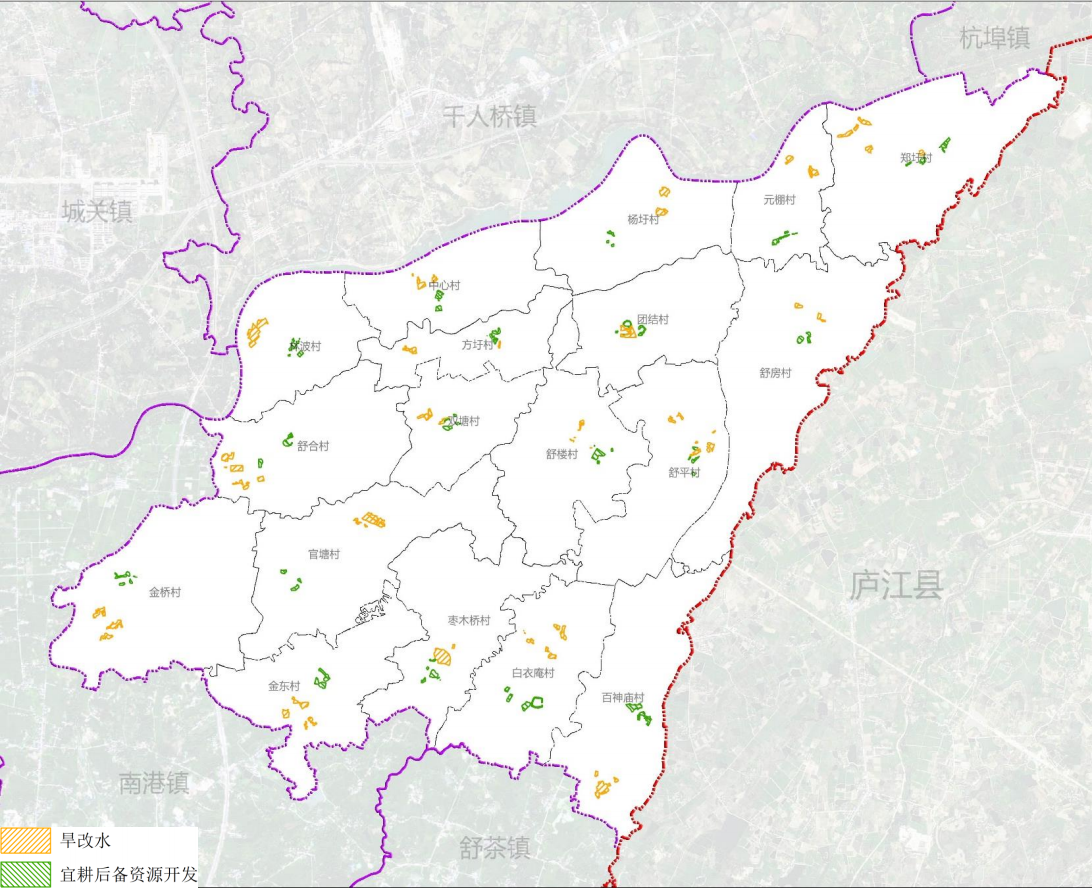 杭埠镇
千人桥镇
郑圩村
元棚村
城关镇
杨圩村
中心村
团结村
方圩村
舒房村
双塘村
舒合村
舒楼村
舒平村
官塘村
庐江县
金桥村
枣木桥村
白衣庵村
金东村
百神庙村
南港镇
旱改水
舒茶镇
宜耕后备资源开发